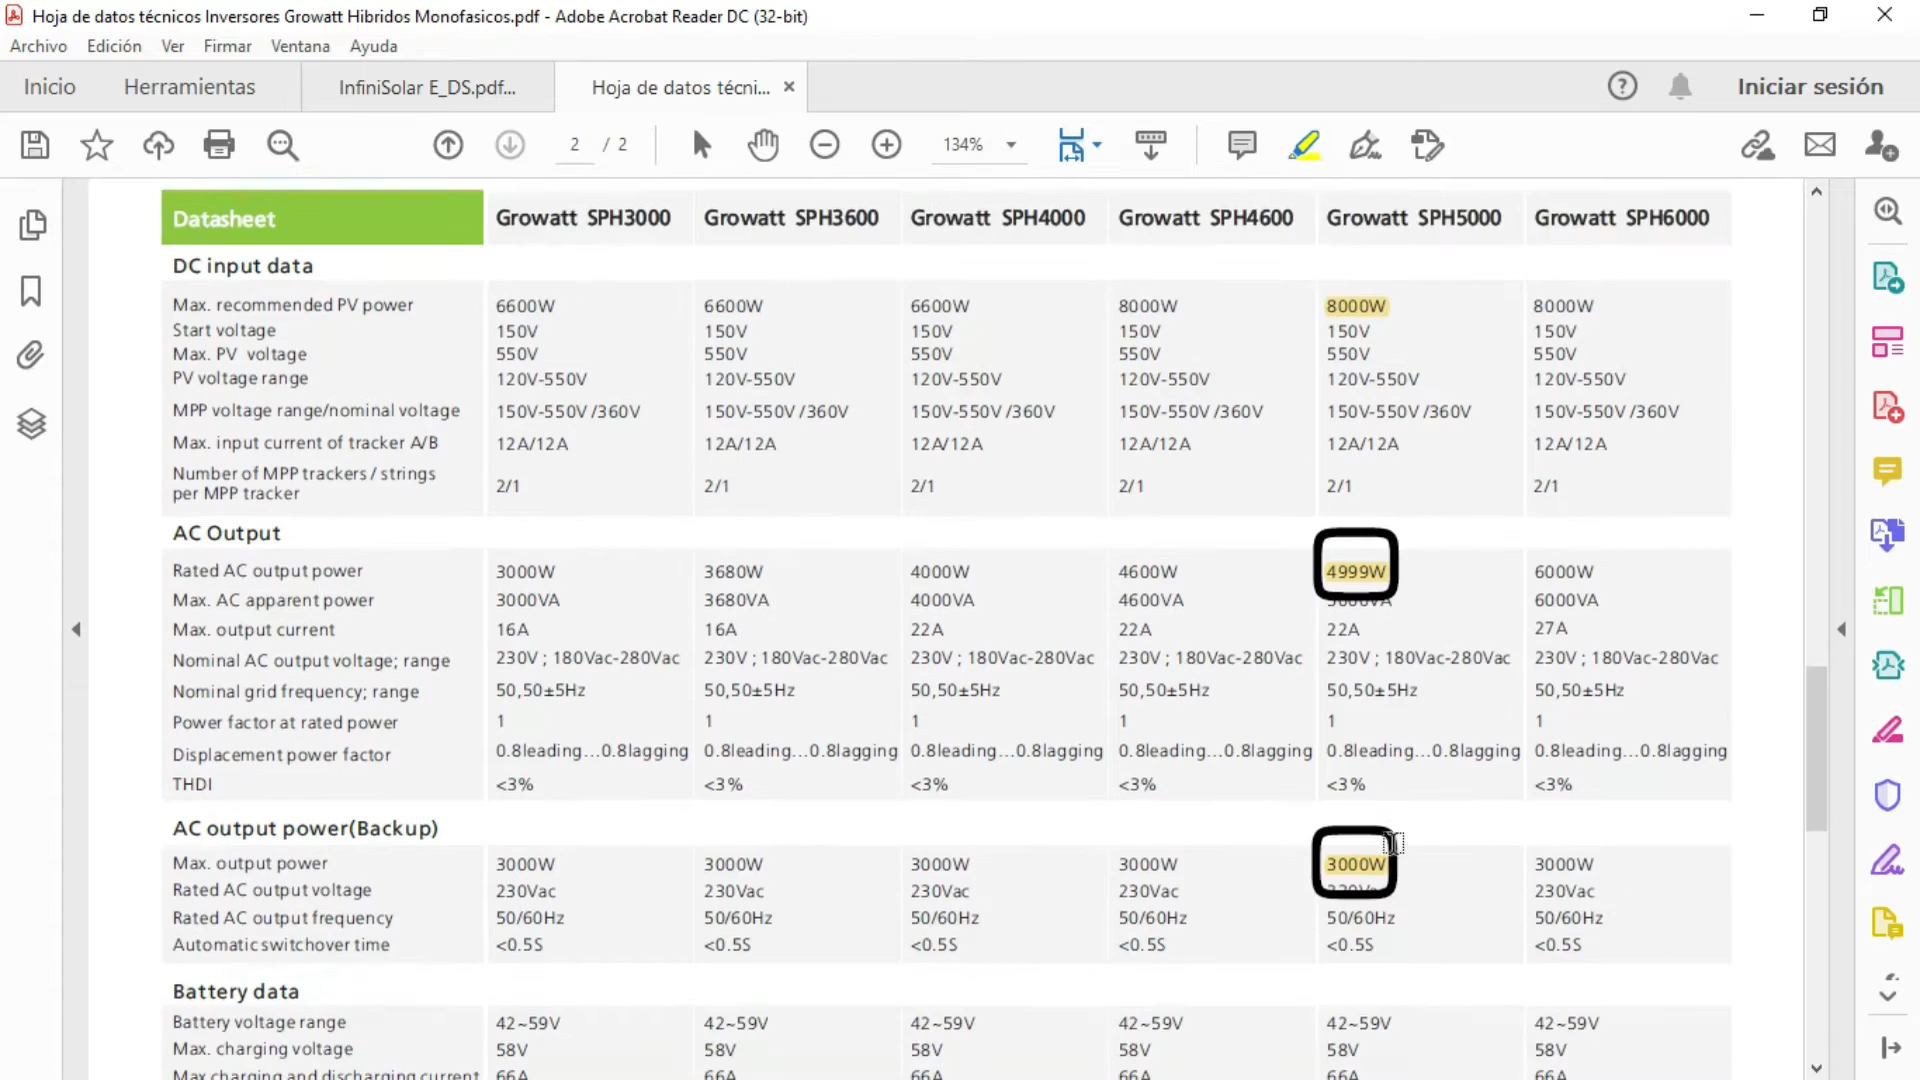 Hoja de datos técnicos Inversores Growatt Hibridos Monofasicos.pdf - Adobe Acrobat Reader DC (32-bit)
Archivo Edición Ver Firmar Ventana Ayuda
Inicio Herramientas InfiniSolar E_DS.pdf... Hoja de datos técni... Iniciar sesión
2 / 2 134%
Datasheet Growatt SPH3000 Growatt SPH3600 Growatt SPH4000 Growatt SPH4600 Growatt SPH5000 Growatt SPH6000
DC input data
Max. recommended PV power 6600W 6600W 6600W 8000W 8000W 8000W
Start voltage 150V 150V 150V 150V 150V 150V
Max. PV voltage 550V 550V 550V 550V 550V 550V
PV voltage range 120V-550V 120V-550V 120V-550V 120V-550V 120V-550V 120V-550V
MPP voltage range/nominal voltage 150V-550V /360V 150V-550V /360V 150V-550V /360V 150V-550V /360V 150V-550V /360V 150V-550V /360V
Max. input current of tracker A/B 12A/12A 12A/12A 12A/12A 12A/12A 12A/12A 12A/12A
Number of MPP trackers / strings
per MPP tracker 2/1 2/1 2/1 2/1 2/1 2/1
AC Output
Rated AC output power 3000W 3680W 4000W 4600W 4999W 6000W
Max. AC apparent power 3000VA 3680VA 4000VA 4600VA 6000VA
Max. output current 16A 16A 22A 22A 22A 27A
Nominal AC output voltage; range 230V ; 180Vac-280Vac 230V ; 180Vac-280Vac 230V ; 180Vac-280Vac 230V ; 180Vac-280Vac 230V ; 180Vac-280Vac 230V ; 180Vac-280Vac
Nominal grid frequency; range 50,50±5Hz 50,50±5Hz 50,50±5Hz 50,50±5Hz 50,50±5Hz 50,50±5Hz
Power factor at rated power 1 1 1 1 1 1
Displacement power factor 0.8leading...0.8lagging 0.8leading...0.8lagging 0.8leading...0.8lagging 0.8leading...0.8lagging 0.8leading...0.8lagging 0.8leading...0.8lagging
THDI <3% <3% <3% <3% <3% <3%
AC output power(Backup)
Max. output power 3000W 3000W 3000W 3000W 3000W 3000W
Rated AC output voltage 230Vac 230Vac 230Vac 230Vac 230Vac
Rated AC output frequency 50/60Hz 50/60Hz 50/60Hz 50/60Hz 50/60Hz 50/60Hz
Automatic switchover time <0.5S <0.5S <0.5S <0.5S <0.5S <0.5S
Battery data
Battery voltage range 42~59V 42~59V 42~59V 42~59V 42~59V 42~59V
Max. charging voltage 58V 58V 58V 58V 58V 58V
Max charging and discharging current 66A 66A 66A 66A 66A 66A